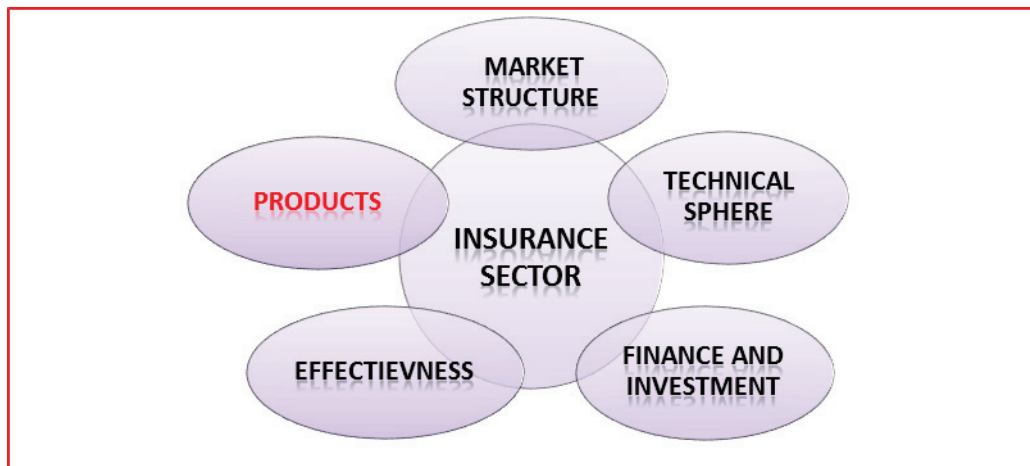 MARKET
STRUCTURE
PRODUCTS
TECHNICAL
SPHERE
INSURANCE
SECTOR
EFFECTIEVNESS
FINANCE AND
INVESTMENT